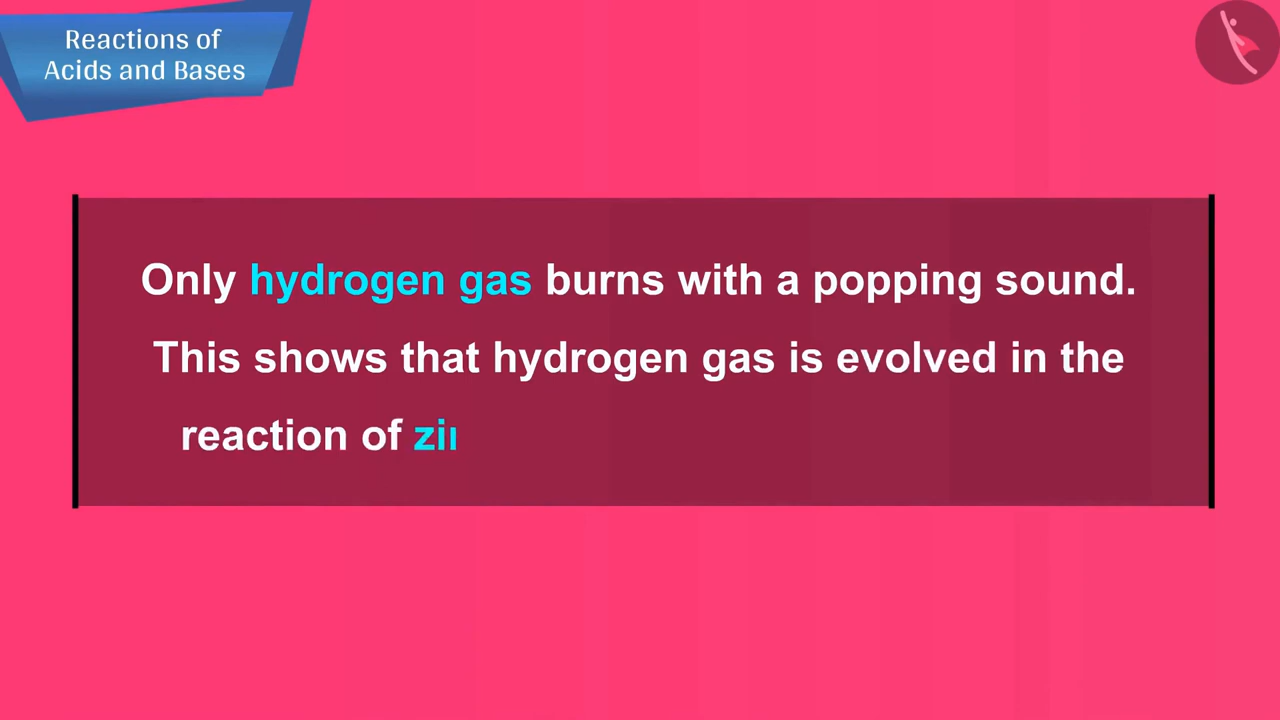 Reactions of
Acids and Bases
Only hydrogen gas burns with a popping sound.
This shows that hydrogen gas is evolved in the
reaction of